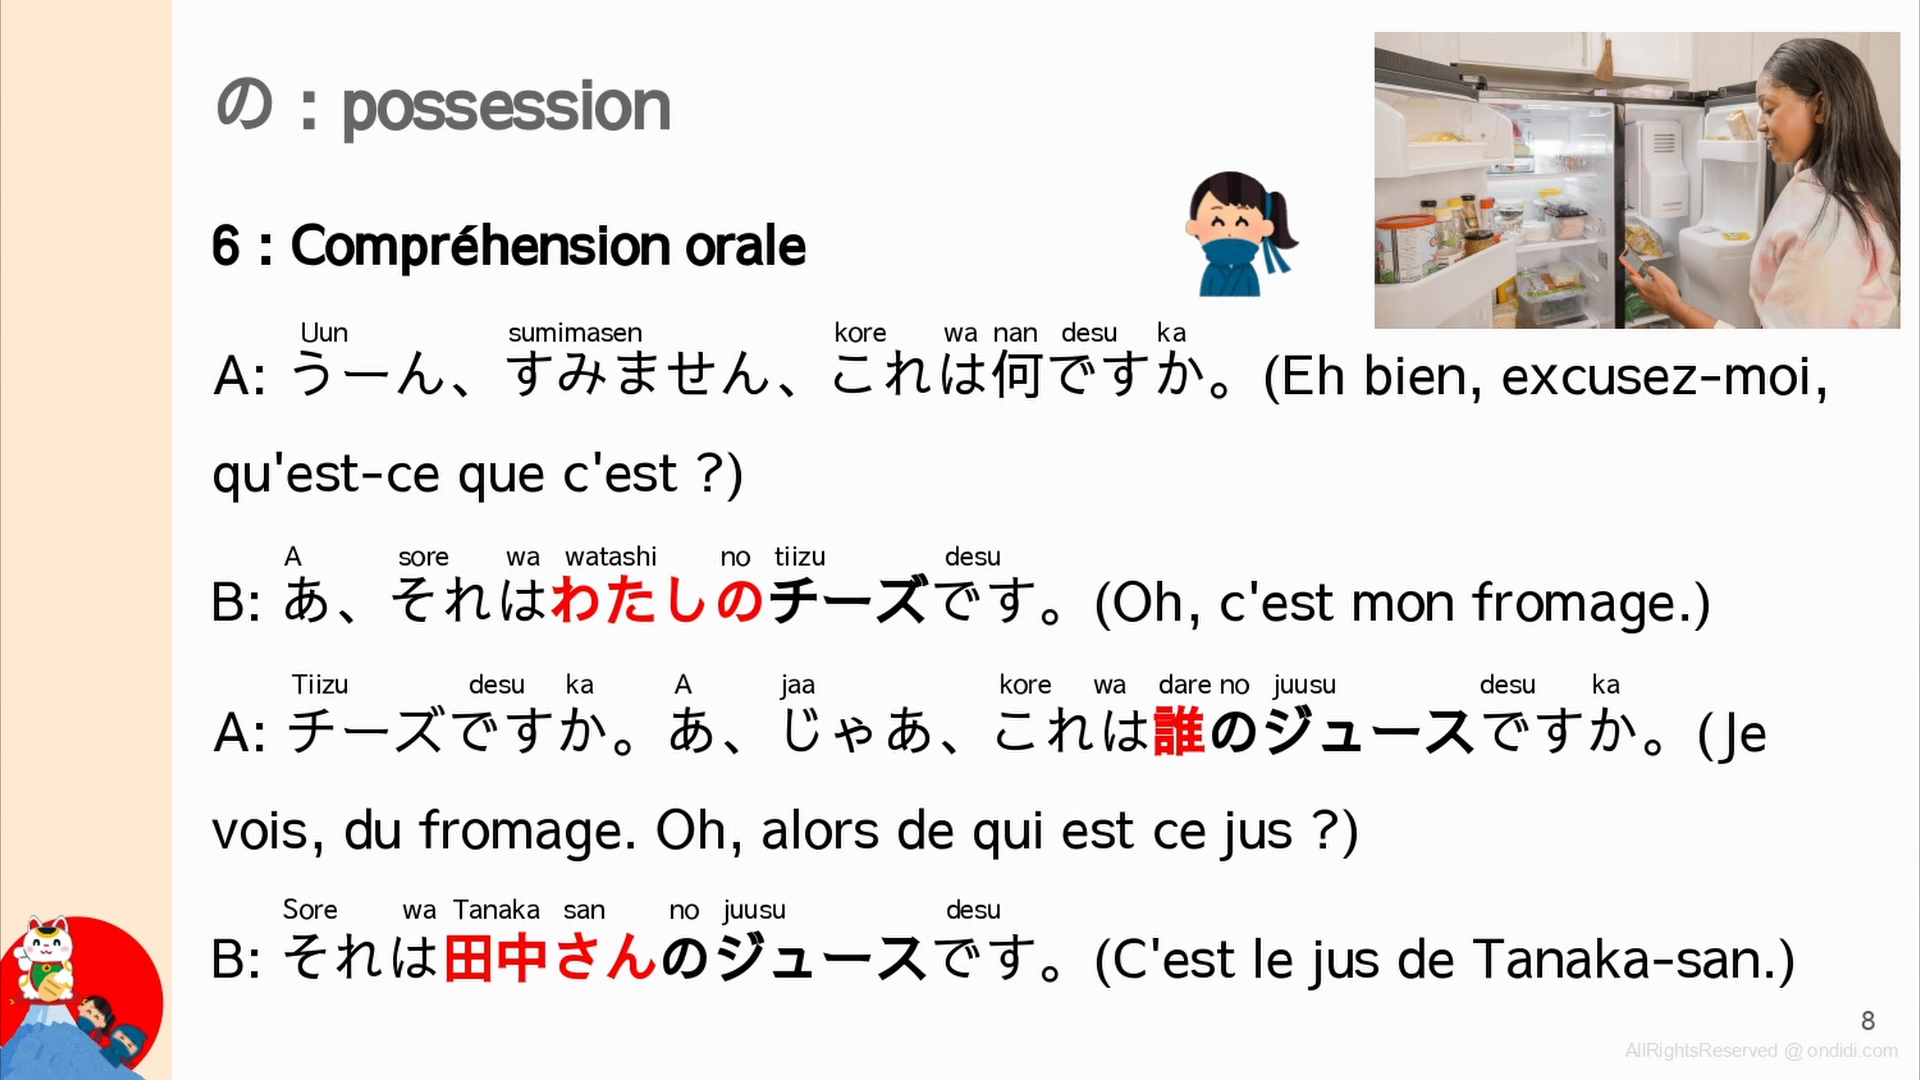 の : possession
6 : Compréhension orale
Uun sumimasen kore wa nan desu ka
A: うーん、すみません、これは何ですか。(Eh bien, excusez-moi,
qu'est-ce que c'est ?)
A sore wa watashi no tiizu desu
B: あ、それはわたしのチーズです。(Oh, c'est mon fromage.)
Tiizu desu ka A jaa kore wa dare no juusu desu ka
A: チーズですか。あ、じゃあ、これは誰のジュースですか。(Je
vois, du fromage. Oh, alors de qui est ce jus ?)
Sore wa Tanaka san no juusu desu
B: それは田中さんのジュースです。(C'est le jus de Tanaka-san.)
8
AllRightsReserved @ ondidi.com